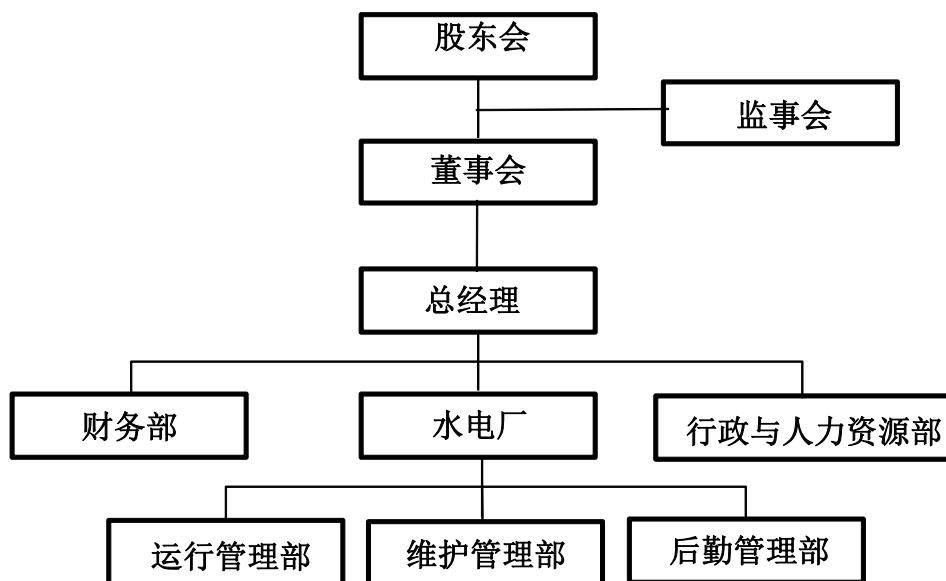 股东会
监事会
董事会
总经理
财务部
水电厂
行政与人力资源部
运行管理部
维护管理部
后勤管理部